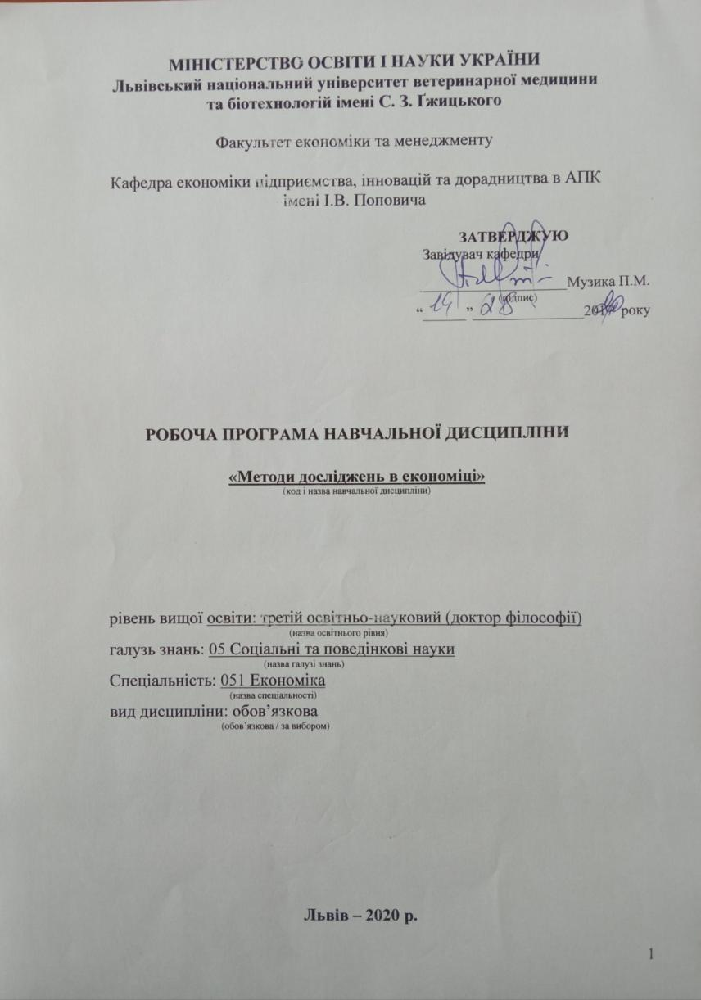 МІНІСТЕРСТВО ОСВІТИ І НАУКИ УКРАЇНИ
Львівський національний університет ветеринарної медицини
та біотехнологій імені С. З. Ґжицького
Факультет економіки та менеджменту
Кафедра економіки підприємства, інновацій та дорадництва в АПК
імені І.В. Поповича
ЗАТВЕРДЖУЮ
Завідувач кафедри
Музика П.М.
(підпис)
“ 14 ” 20 року
РОБОЧА ПРОГРАМА НАВЧАЛЬНОЇ ДИСЦИПЛІНИ
«Методи досліджень в економіці»
(код і назва навчальної дисципліни)
рівень вищої освіти: третій освітньо-науковий (доктор філософії)
(назва освітнього рівня)
галузь знань: 05 Соціальні та поведінкові науки
(назва галузі знань)
Спеціальність: 051 Економіка
(назва спеціальності)
вид дисципліни: обов’язкова
(обов’язкова / за вибором)
Львів – 2020 р.
1